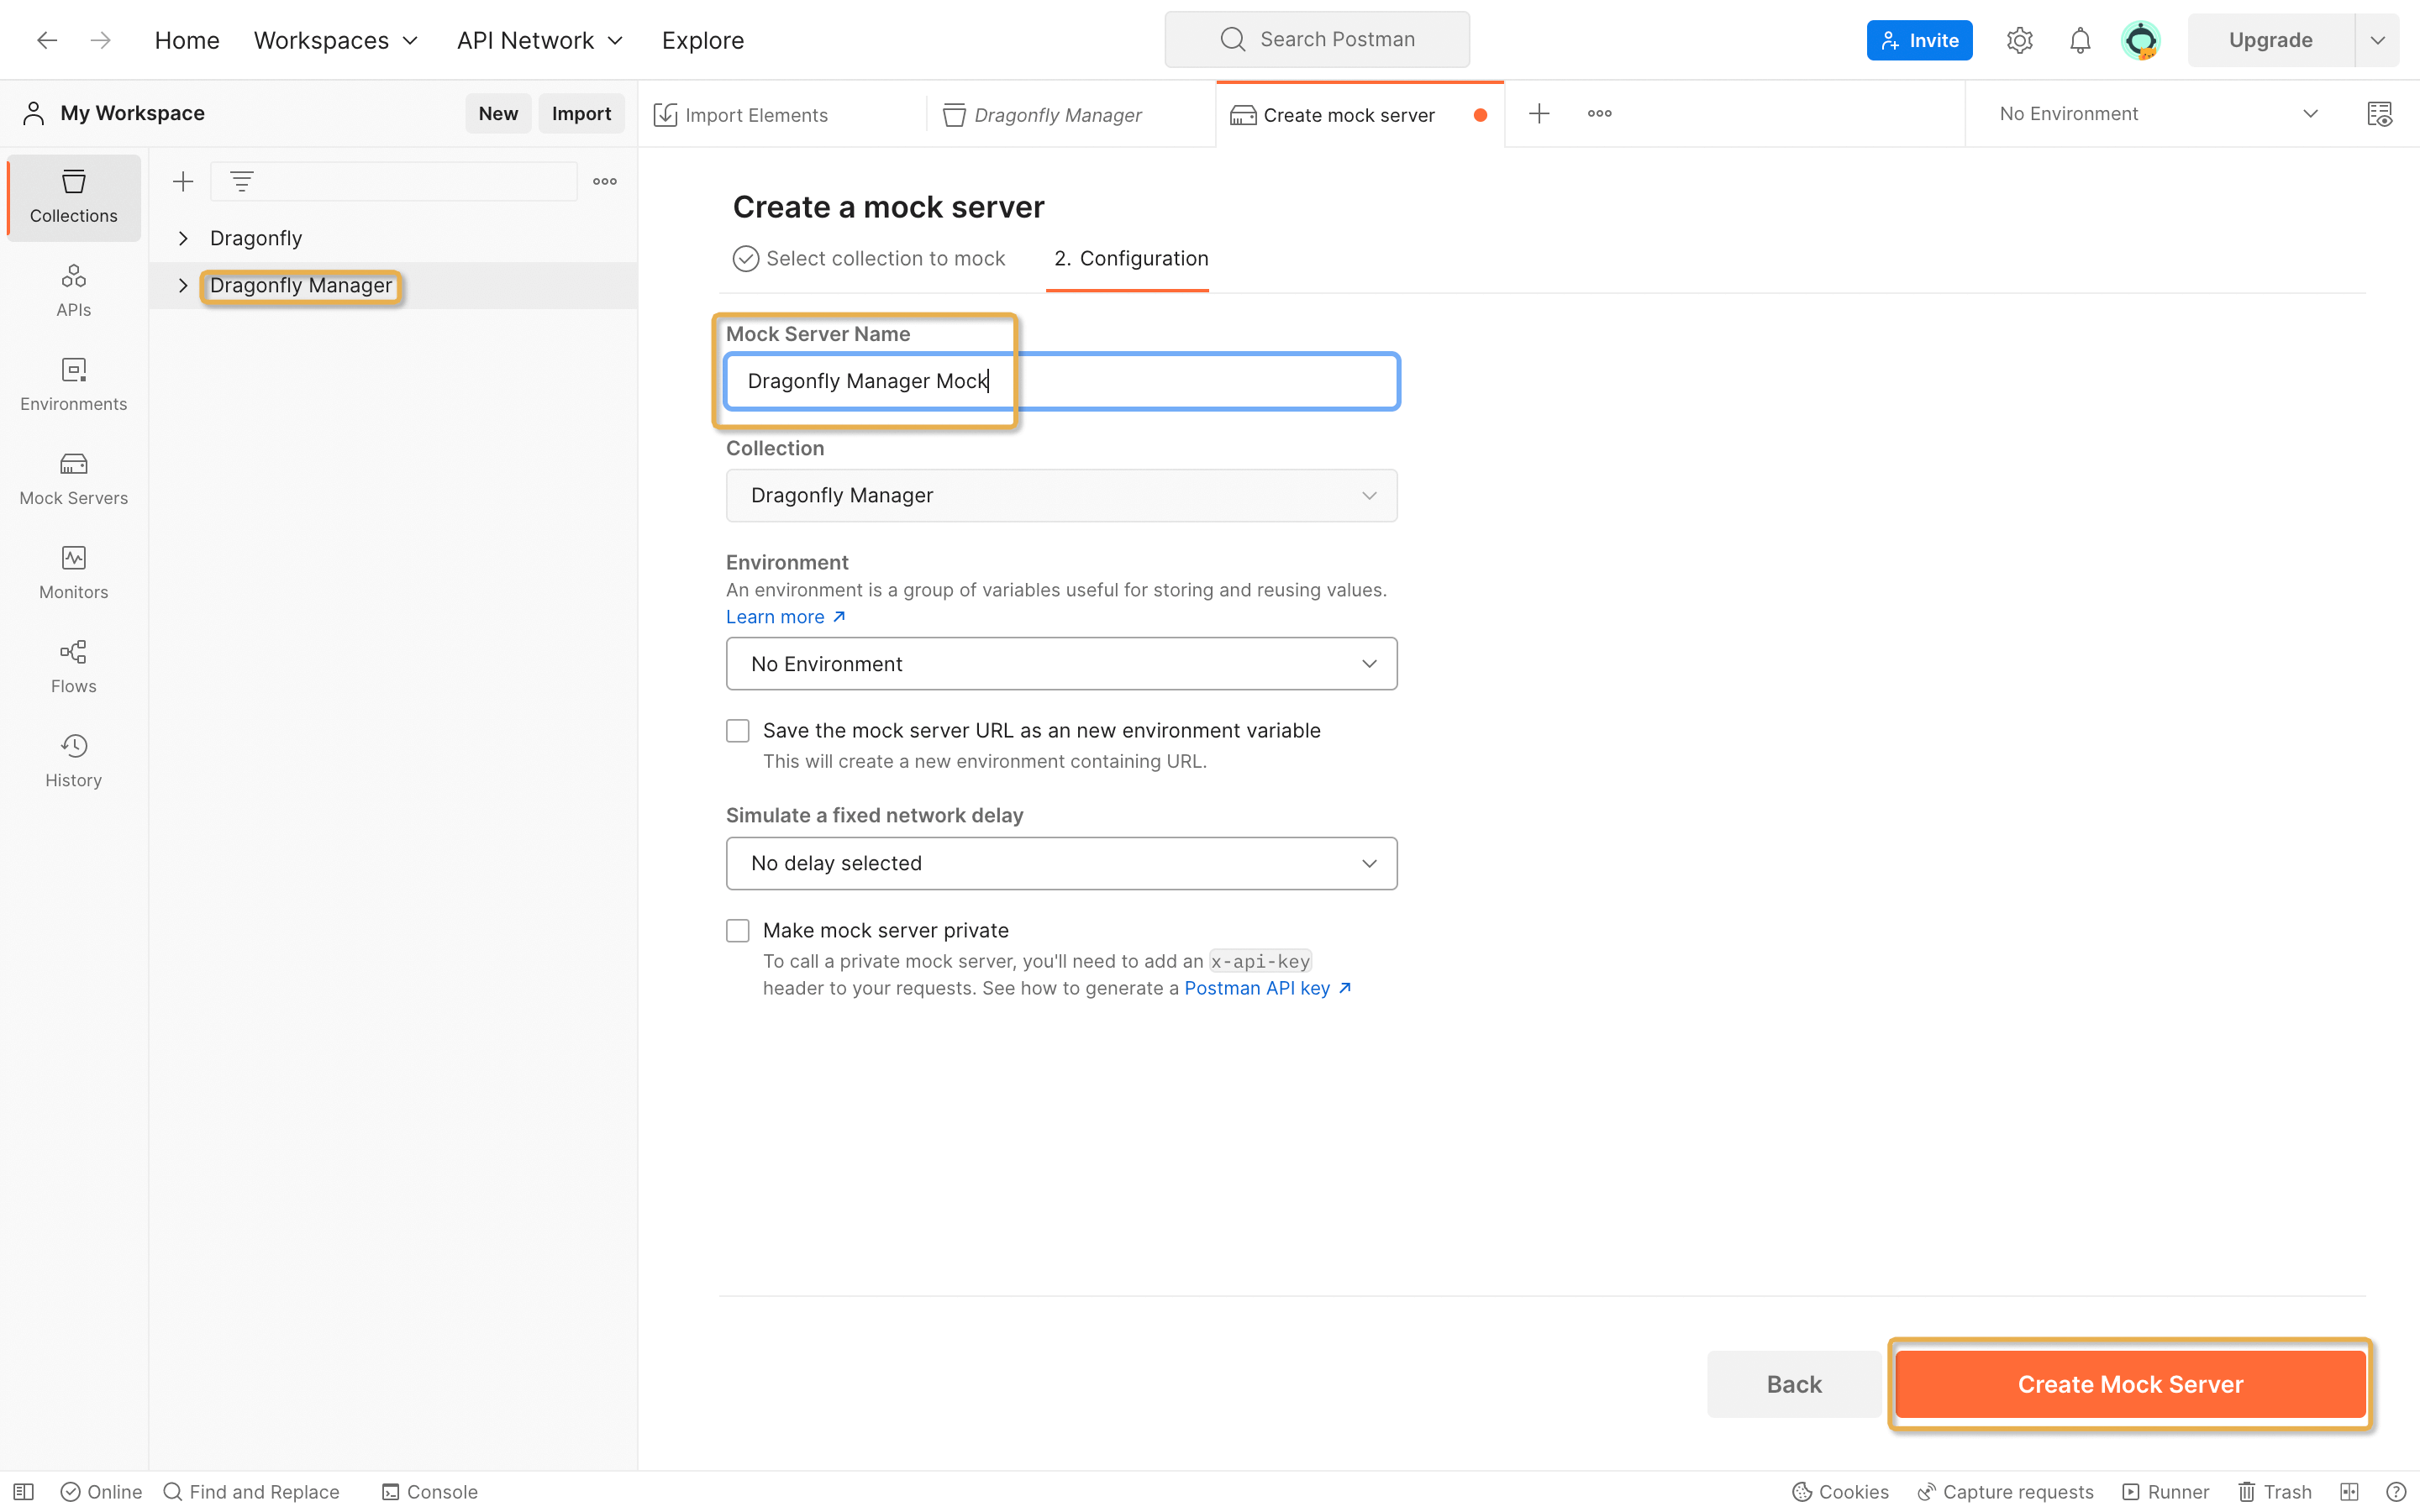 Home Workspaces API Network Explore Search Postman Invite Upgrade
My Workspace New Import Import Elements Dragonfly Manager Create mock server No Environment
Collections
APIs
Environments
Mock Servers
Monitors
Flows
History
Dragonfly
Dragonfly Manager
Create a mock server
Select collection to mock 2. Configuration
Mock Server Name
Dragonfly Manager Mock
Collection
Dragonfly Manager
Environment
An environment is a group of variables useful for storing and reusing values.
Learn more ↗
No Environment
Save the mock server URL as an new environment variable
This will create a new environment containing URL.
Simulate a fixed network delay
No delay selected
Make mock server private
To call a private mock server, you'll need to add an x-api-key
header to your requests. See how to generate a Postman API key ↗
Back Create Mock Server
Online Find and Replace Console Cookies Capture requests Runner Trash